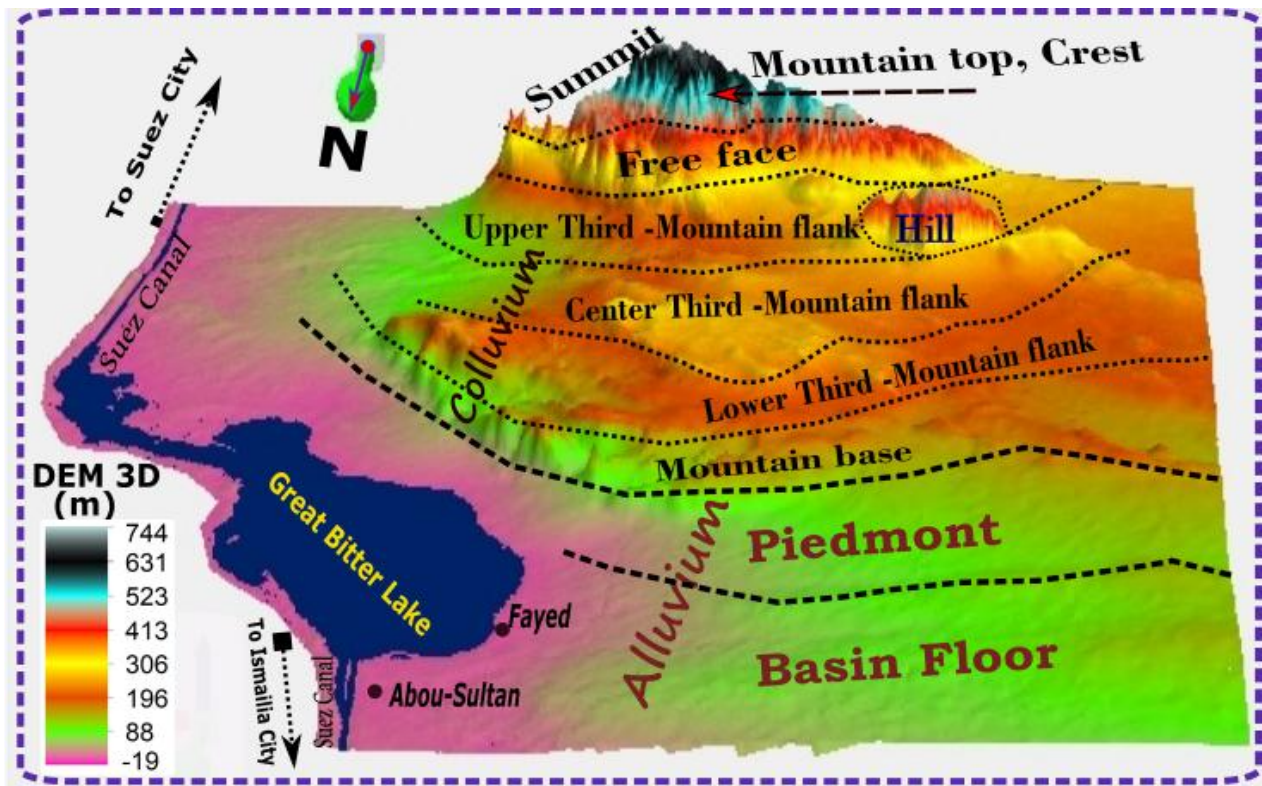 Summit
Mountain top, Crest
To Suez City
N
Free face
Upper Third -Mountain flank
Hill
Suez Canal
Colluvium
Center Third -Mountain flank
Lower Third -Mountain flank
Mountain base
DEM 3D
(m)
744
631
523
413
306
196
88
-19
Great Bitter Lake
Piedmont
Alluvium
Fayed
Basin Floor
To Ismailia City
Suez Canal
Abou-Sultan